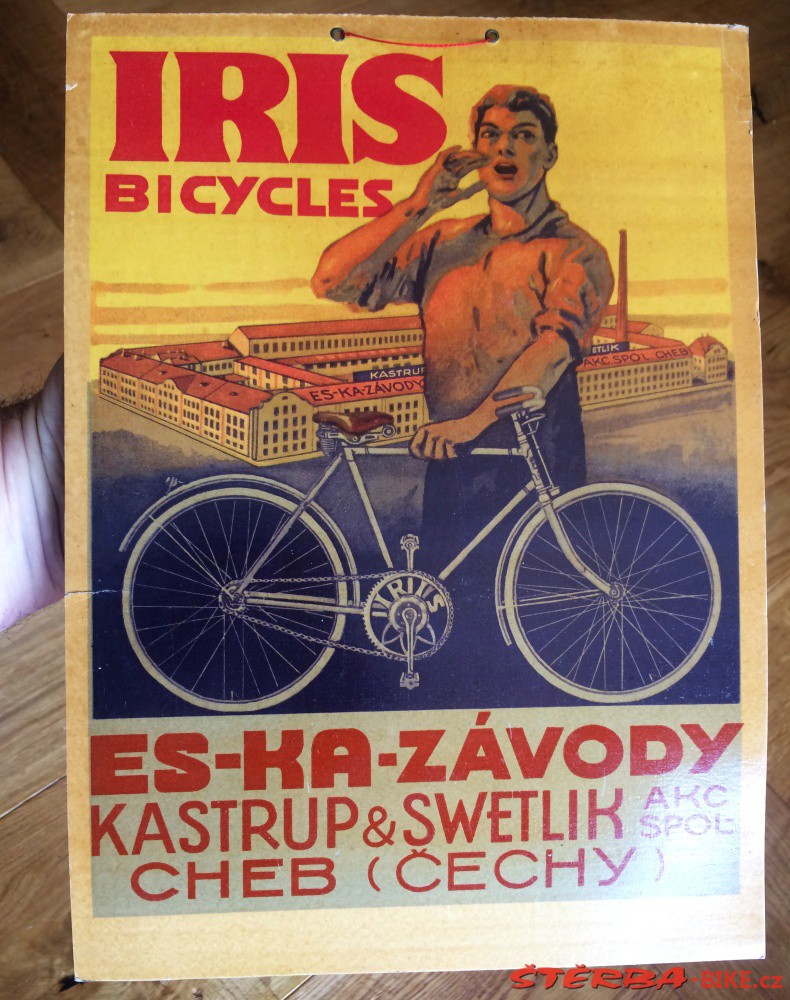 IRIS
BICYCLES
KASTRUP
ETLIK
ES-KA-ZÁVODY
AKC.SPOL CHEB
IRIS
ES-KA-ZÁVODY
KASTRUP & SWETLIK AKC
SPOL
CHEB (ČECHY)
ŠTĚRBA-BIKE.cz